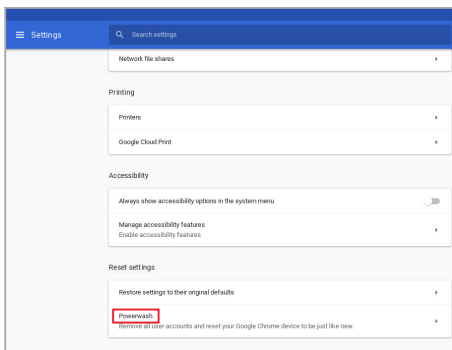 Settings
Search settings
Network file shares
Printing
Printers
Google Cloud Print
Accessibility
Always show accessibility options in the system menu
Manage accessibility features
Enable accessibility features
Reset settings
Restore settings to their original defaults
Powerwash
Remove all user accounts and reset your Google Chrome device to be just like new.